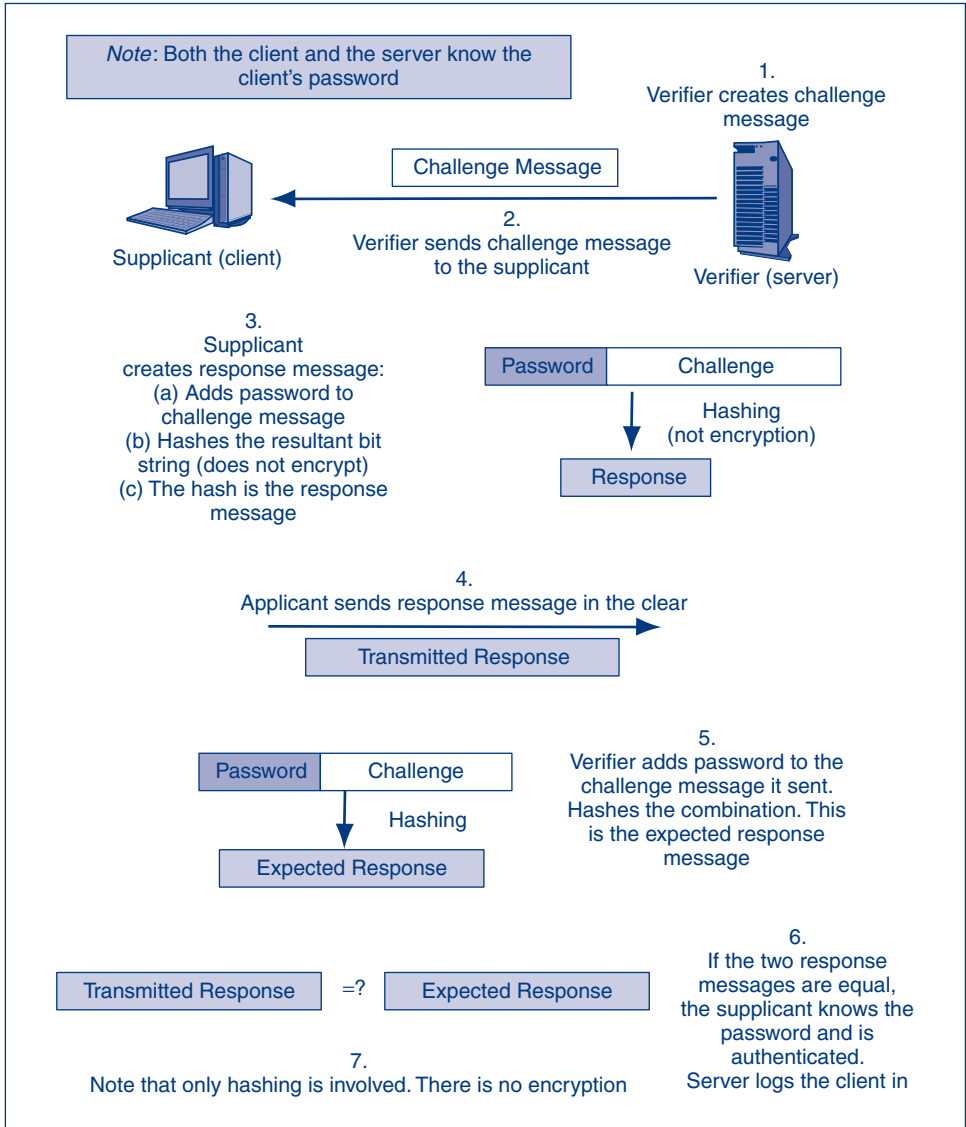 Note: Both the client and the server know the
client's password
1.
Verifier creates challenge
message
Challenge Message
2.
Verifier sends challenge message
to the supplicant
Supplicant (client)
Verifier (server)
3.
Supplicant
creates response message:
(a) Adds password to
challenge message
(b) Hashes the resultant bit
string (does not encrypt)
(c) The hash is the response
message
Password
Challenge
Hashing
(not encryption)
Response
4.
Applicant sends response message in the clear
Transmitted Response
Password
Challenge
Hashing
Expected Response
5.
Verifier adds password to the
challenge message it sent.
Hashes the combination. This
is the expected response
message
Transmitted Response
=?
Expected Response
6.
If the two response
messages are equal,
the supplicant knows the
password and is
authenticated.
Server logs the client in
7.
Note that only hashing is involved. There is no encryption